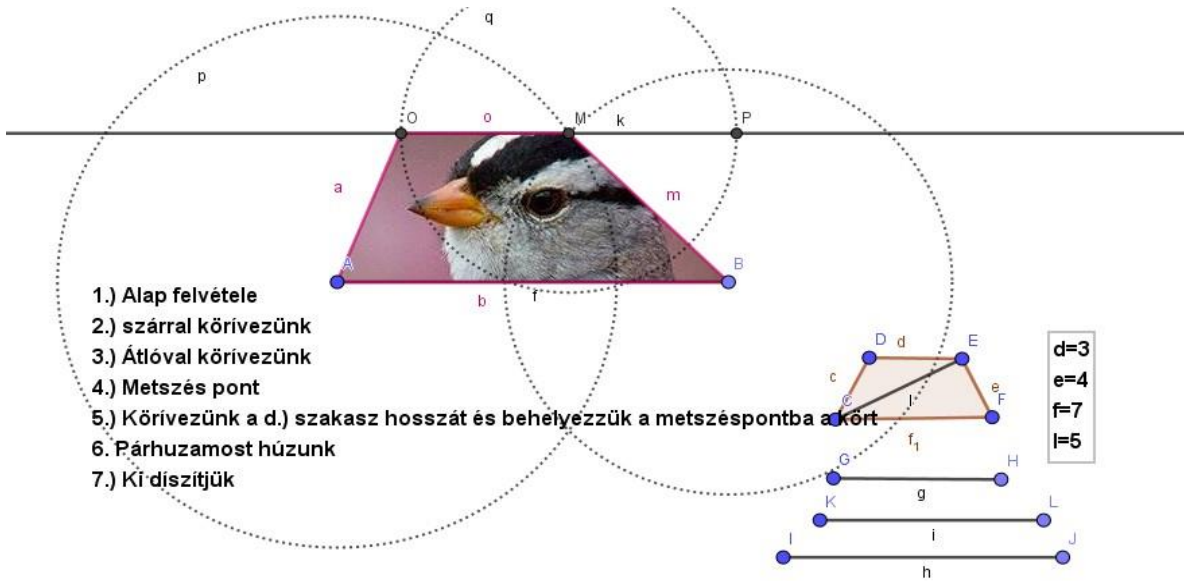 q
p
O o M k P
a m
A B
b f
1.) Alap felvétele
2.) szárral körívezünk
3.) Átlóval körívezünk
4.) Metszés pont
5.) Körívezünk a d.) szakasz hosszát és behelyezzük a metszéspontba a kört
6. Párhuzamost húzunk
7.) Ki díszítjük
D d E
c e
C l F
f₁
d=3
e=4
f=7
l=5
G H
g
K L
i
I J
h